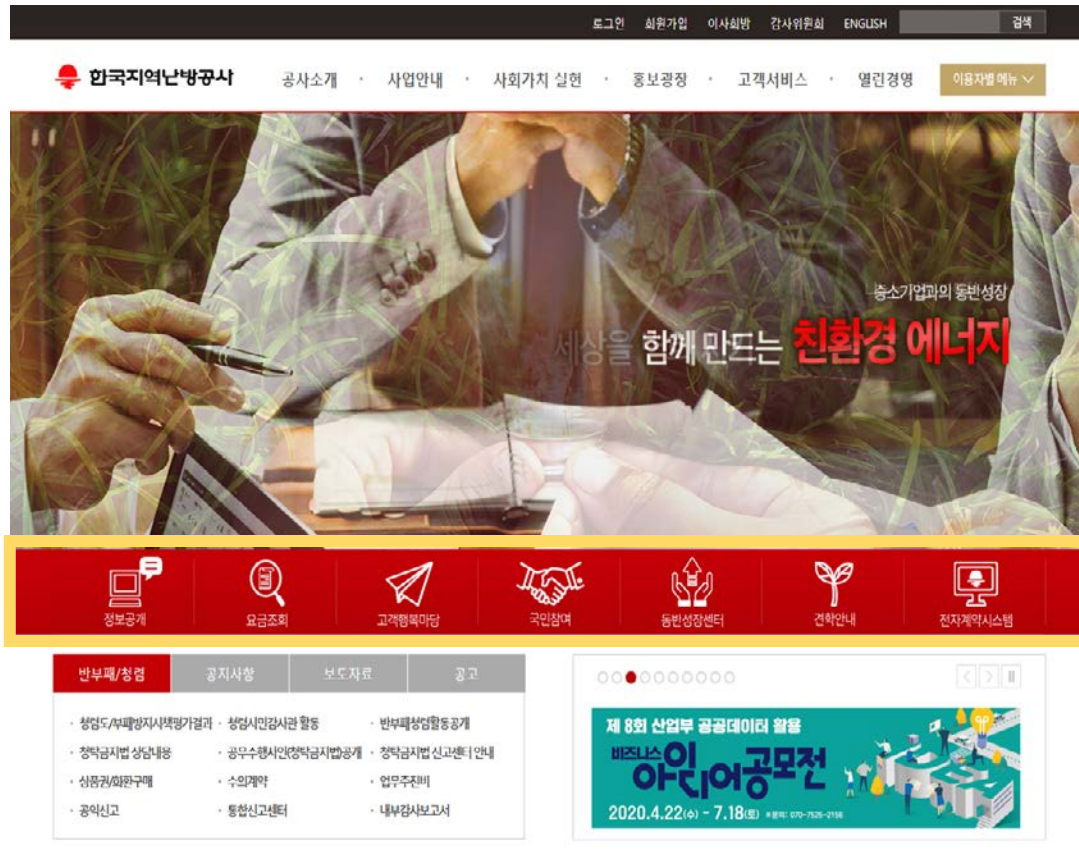 로그인 회원가입 이사회방 감사위원회 ENGLISH 검색
한국지역난방공사 공사소개 · 사업안내 · 사회가치 실현 · 홍보광장 · 고객서비스 · 열린경영 이용자별 메뉴
중소기업과의 동반성장
세상을 함께 만드는 친환경 에너지
정보공개 요금조회 고객행복마당 국민참여 동반성장센터 견학안내 전자계약시스템
반부패/청렴 공지사항 보도자료 공고
· 청렴도/부패방지시책평가결과 · 청렴시민감사관 활동 · 반부패청렴활동공개
· 청탁금지법 상담내용 · 공무수행사인(청탁금지법)공개 · 청탁금지법 신고센터 안내
· 상품권/화환구매 · 수의계약 · 업무추진비
· 공익신고 · 통합신고센터 · 내부감사보고서
제 8회 산업부 공공데이터 활용
비즈니스 아이디어공모전
2020.4.22(수) - 7.18(토) ※문의: 070-7525-2156